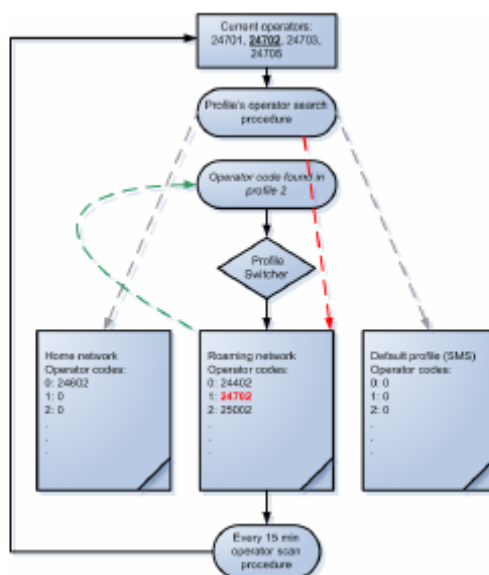 Current operators:
24701, 24702, 24703,
24705
Profile's operator search
procedure
Operator code found in
profile 2
Profile
Switcher
Home network
Operator codes:
0: 24602
1: 0
2: 0
.
.
.
Roaming network
Operator codes:
0: 24402
1: 24702
2: 25002
.
.
.
Default profile (SMS)
Operator codes:
0: 0
1: 0
2: 0
.
.
.
Every 15 min
operator scan
procedure